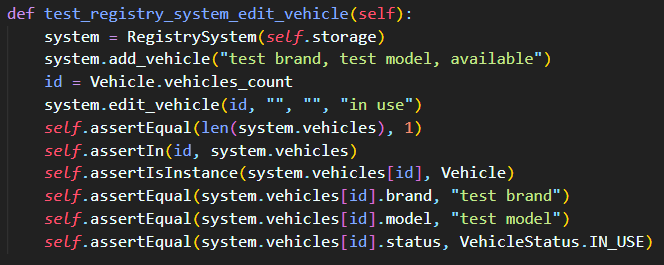 def test_registry_system_edit_vehicle(self):
    system = RegistrySystem(self.storage)
    system.add_vehicle("test brand, test model, available")
    id = Vehicle.vehicles_count
    system.edit_vehicle(id, "", "", "in use")
    self.assertEqual(len(system.vehicles), 1)
    self.assertIn(id, system.vehicles)
    self.assertIsInstance(system.vehicles[id], Vehicle)
    self.assertEqual(system.vehicles[id].brand, "test brand")
    self.assertEqual(system.vehicles[id].model, "test model")
    self.assertEqual(system.vehicles[id].status, VehicleStatus.IN_USE)